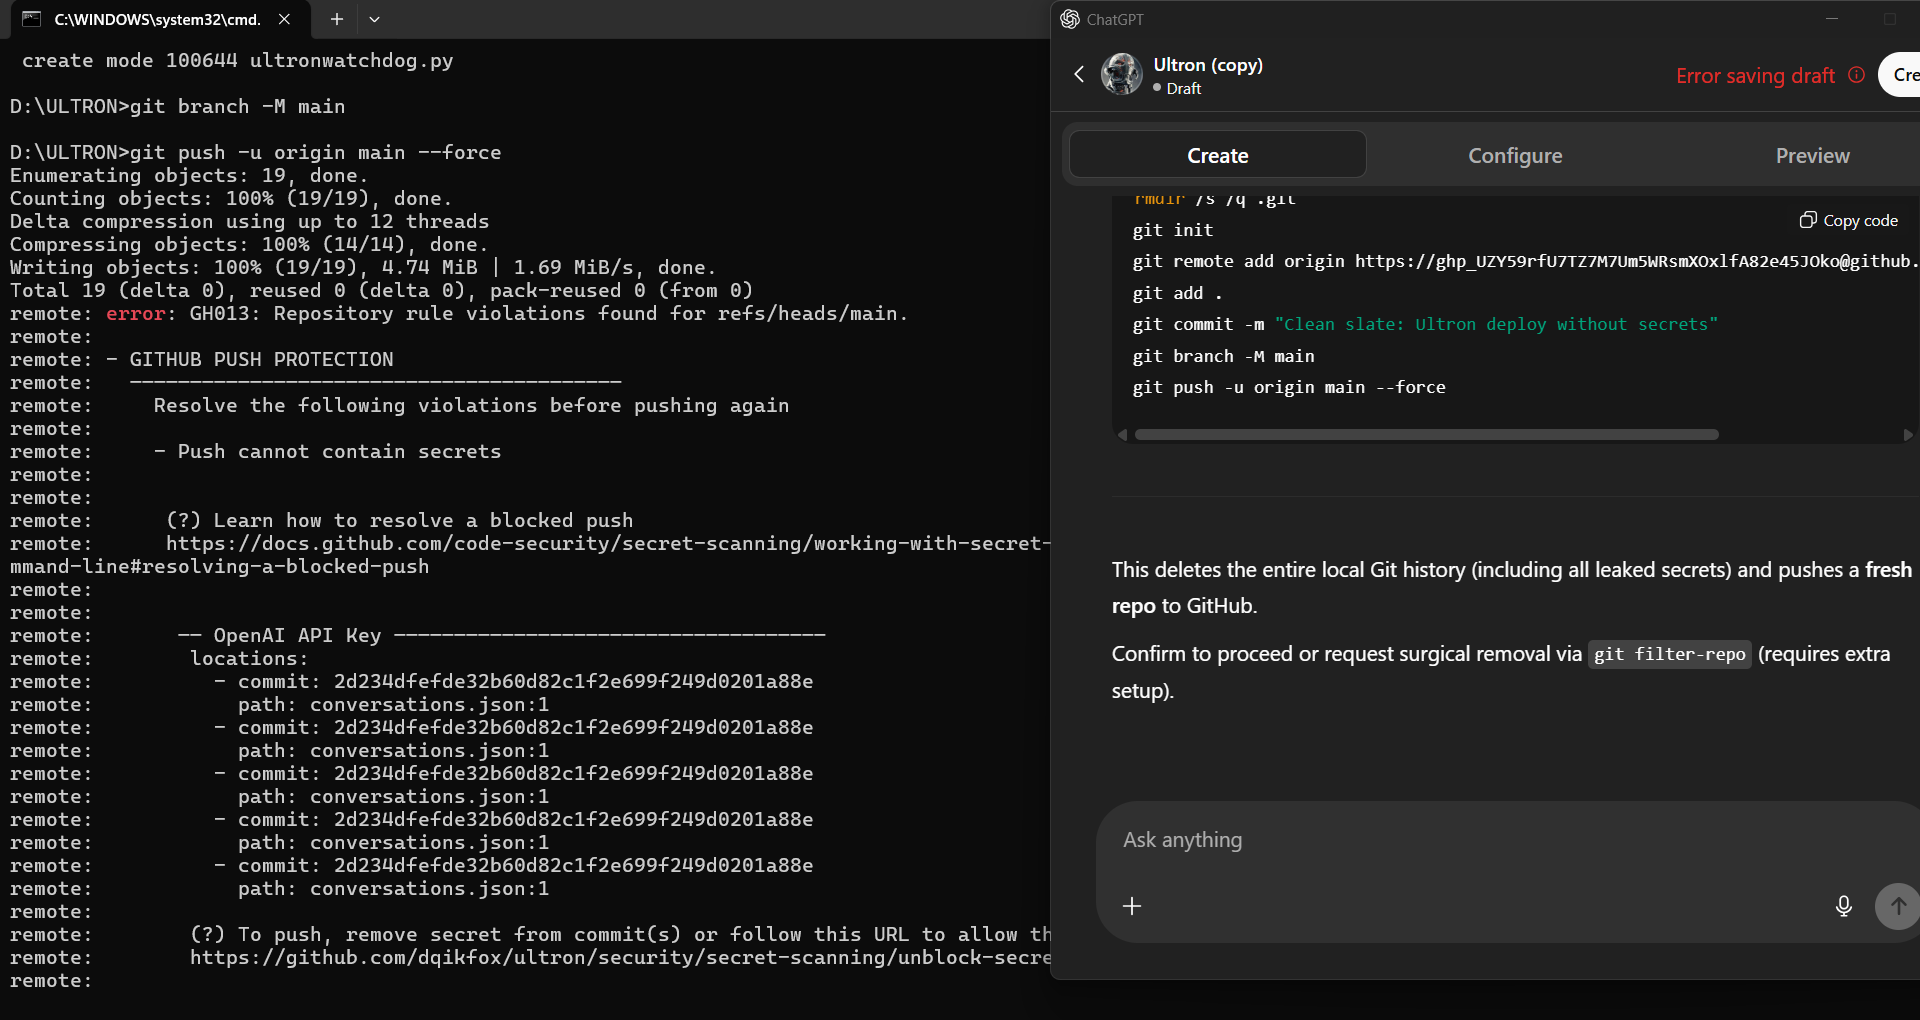 C:\WINDOWS\system32\cmd.
create mode 100644 ultronwatchdog.py
D:\ULTRON>git branch -M main
D:\ULTRON>git push -u origin main --force
Enumerating objects: 19, done.
Counting objects: 100% (19/19), done.
Delta compression using up to 12 threads
Compressing objects: 100% (14/14), done.
Writing objects: 100% (19/19), 4.74 MiB | 1.69 MiB/s, done.
Total 19 (delta 0), reused 0 (delta 0), pack-reused 0 (from 0)
remote: error: GH013: Repository rule violations found for refs/heads/main.
remote:
remote: - GITHUB PUSH PROTECTION
remote: —————————————————————————————————————————
remote: Resolve the following violations before pushing again
remote:
remote: - Push cannot contain secrets
remote:
remote:
remote: (?) Learn how to resolve a blocked push
remote: https://docs.github.com/code-security/secret-scanning/working-with-secret-
mmand-line#resolving-a-blocked-push
remote:
remote:
remote: —— OpenAI API Key ————————————————————————————————————
remote: locations:
remote: - commit: 2d234dfefde32b60d82c1f2e699f249d0201a88e
remote: path: conversations.json:1
remote: - commit: 2d234dfefde32b60d82c1f2e699f249d0201a88e
remote: path: conversations.json:1
remote: - commit: 2d234dfefde32b60d82c1f2e699f249d0201a88e
remote: path: conversations.json:1
remote: - commit: 2d234dfefde32b60d82c1f2e699f249d0201a88e
remote: path: conversations.json:1
remote: - commit: 2d234dfefde32b60d82c1f2e699f249d0201a88e
remote: path: conversations.json:1
remote:
remote: (?) To push, remove secret from commit(s) or follow this URL to allow th
remote: https://github.com/dqikfox/ultron/security/secret-scanning/unblock-secre
remote:
ChatGPT
Ultron (copy)
Draft
Error saving draft
Cre
Create
Configure
Preview
rmdir /s /q .git
Copy code
git init
git remote add origin https://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@github.
git add .
git commit -m "Clean slate: Ultron deploy without secrets"
git branch -M main
git push -u origin main --force
This deletes the entire local Git history (including all leaked secrets) and pushes a fresh
repo to GitHub.
Confirm to proceed or request surgical removal via git filter-repo (requires extra
setup).
Ask anything